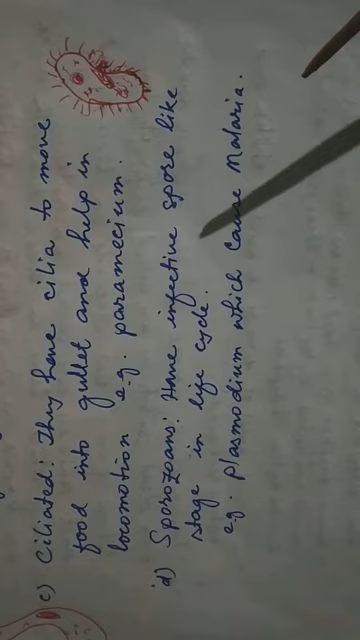 c) Ciliated: They have cilia to move
food into gullet and help in
locomotion e.g. paramecium.
d) Sporozoans: Have infective spore like
stage in life cycle.
eg. Plasmodium which cause Malaria.